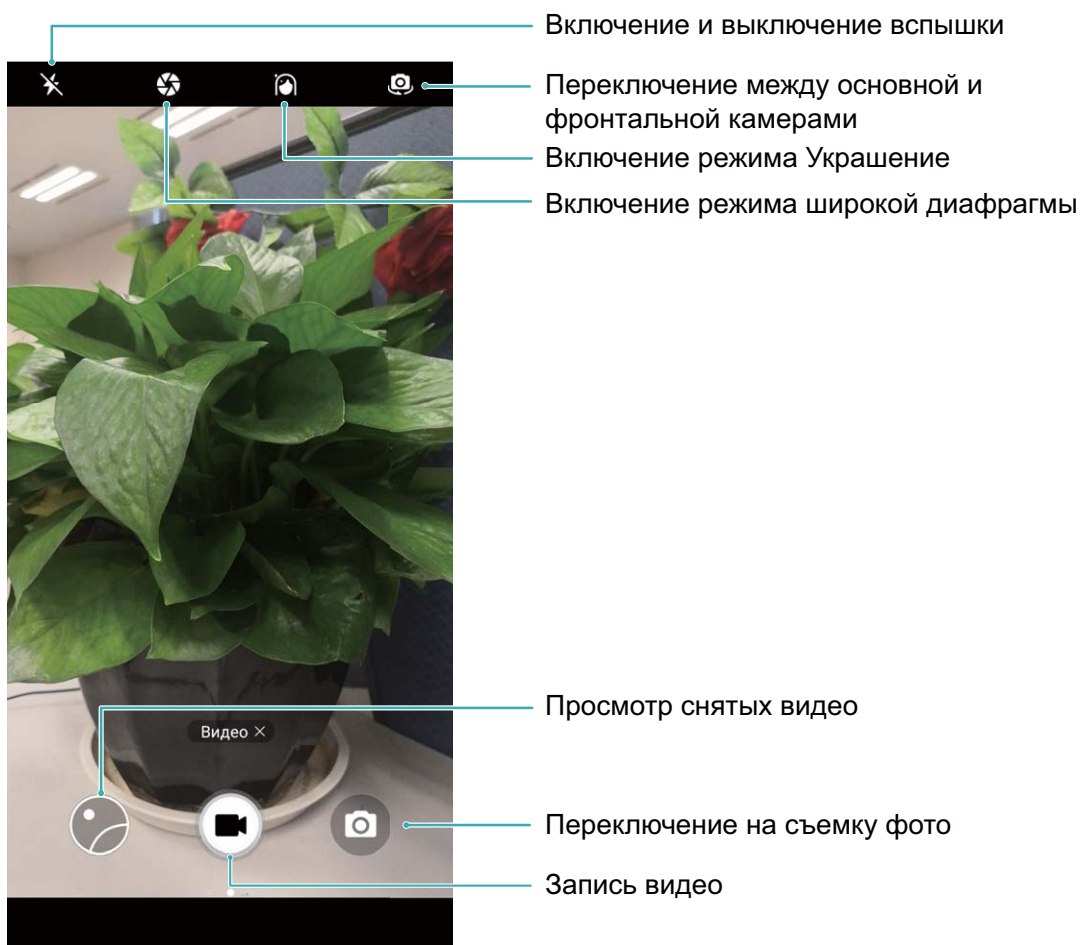 Включение и выключение вспышки
Переключение между основной и
фронтальной камерами
Включение режима Украшение
Включение режима широкой диафрагмы
Просмотр снятых видео
Видео ×
Переключение на съемку фото
Запись видео